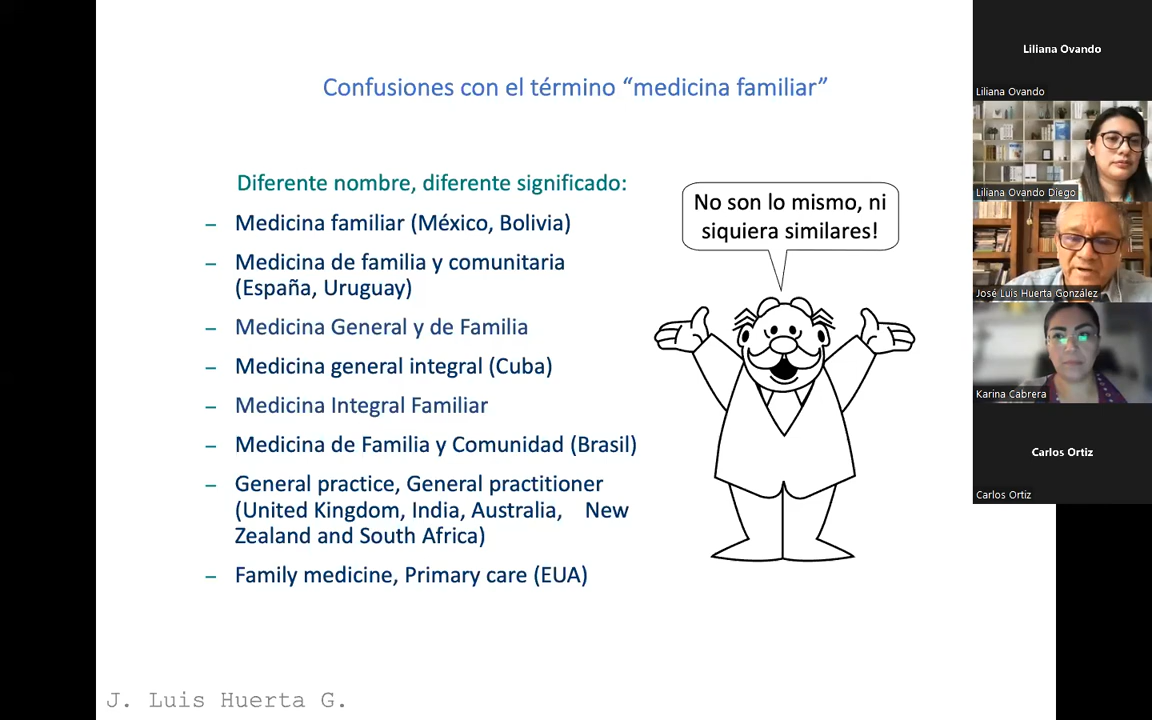 Confusiones con el término “medicina familiar”
Diferente nombre, diferente significado:
– Medicina familiar (México, Bolivia)
– Medicina de familia y comunitaria
(España, Uruguay)
– Medicina General y de Familia
– Medicina general integral (Cuba)
– Medicina Integral Familiar
– Medicina de Familia y Comunidad (Brasil)
– General practice, General practitioner
(United Kingdom, India, Australia, New
Zealand and South Africa)
– Family medicine, Primary care (EUA)
No son lo mismo, ni
siquiera similares!
J. Luis Huerta G.
Liliana Ovando
Liliana Ovando
Liliana Ovando Diego
José Luis Huerta González
Karina Cabrera
Carlos Ortiz
Carlos Ortiz